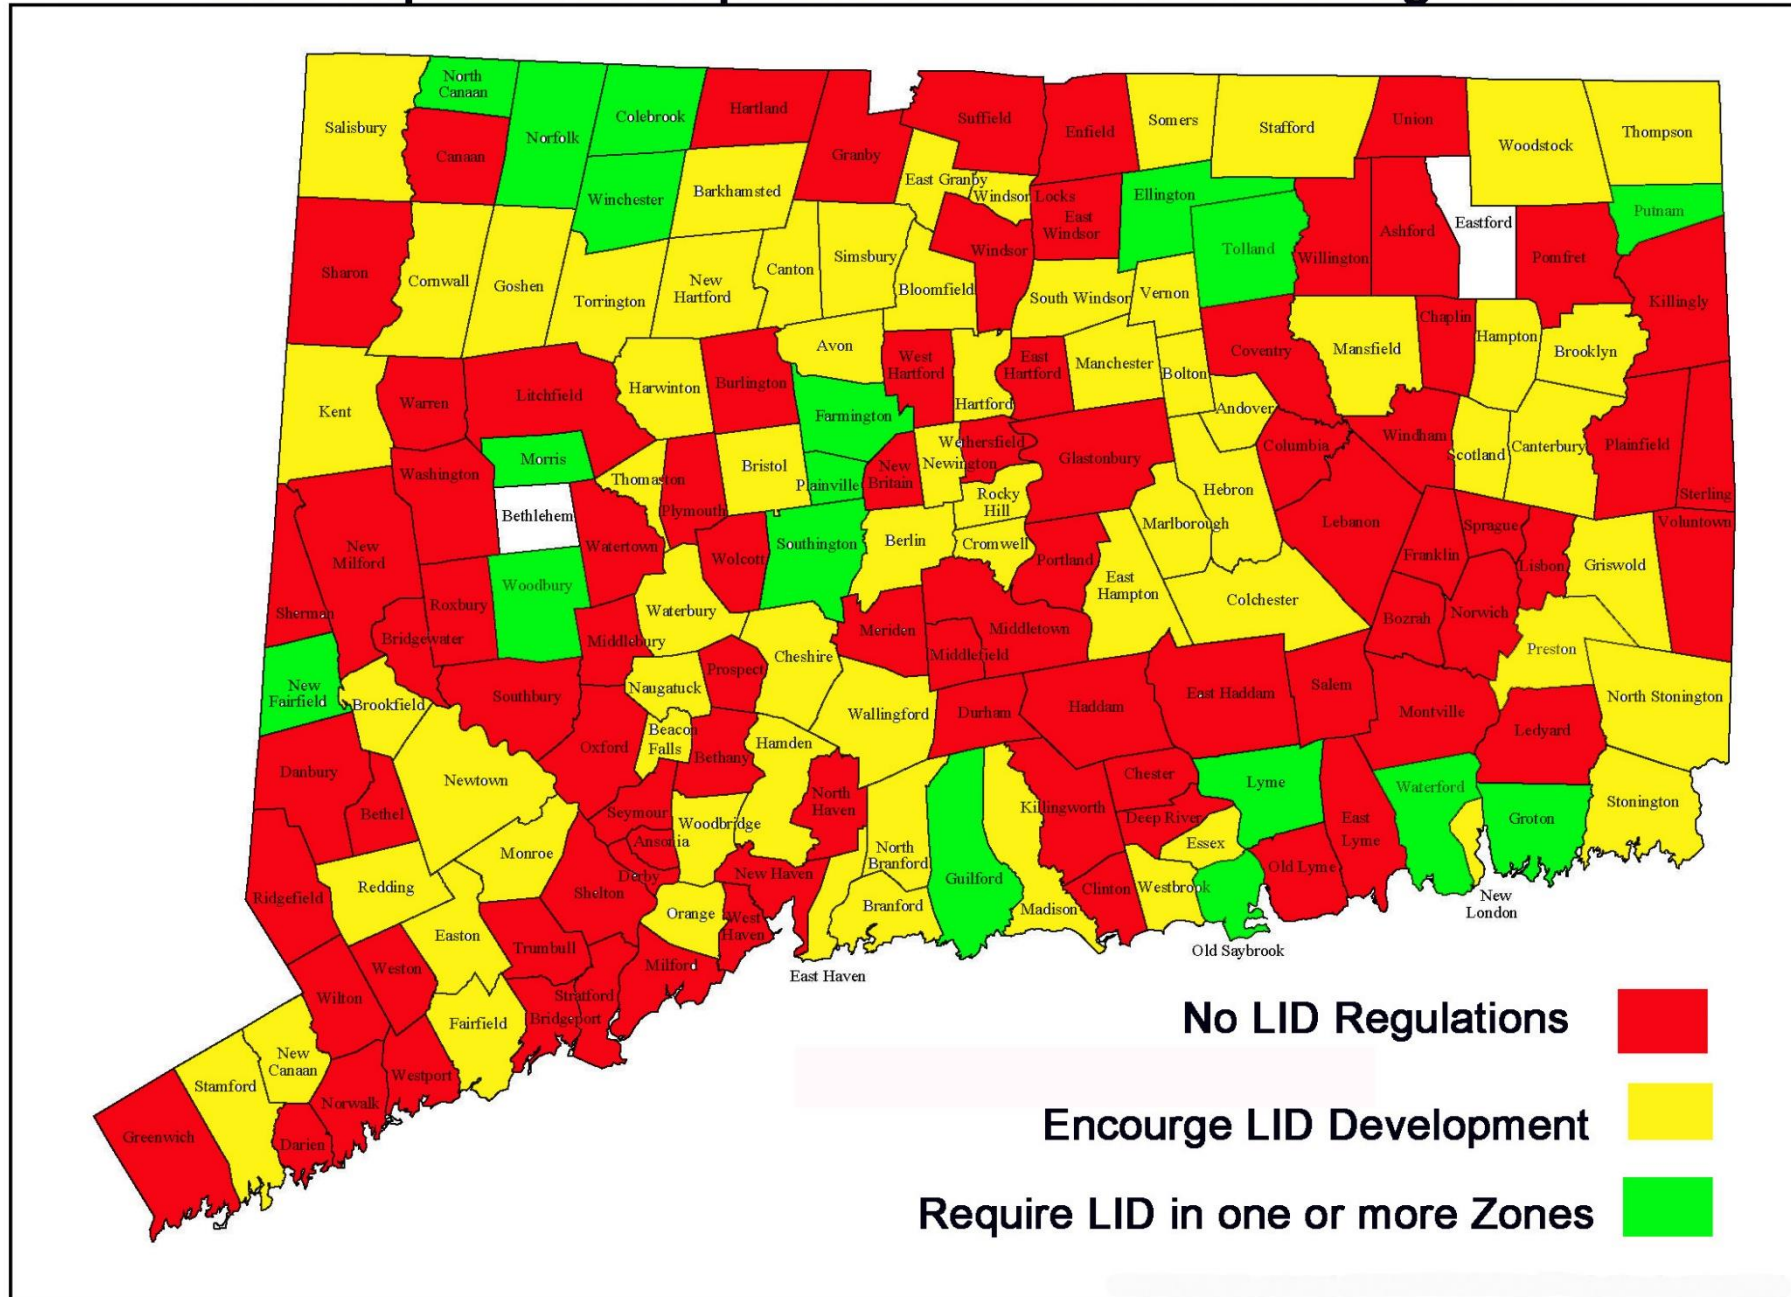 North
Canaan
Salisbury
Canaan
Norfolk
Colebrook
Hartland
Granby
Suffield
Enfield
Somers
Stafford
Union
Woodstock
Thompson
Winchester
Barkhamsted
East Granby
Windsor Locks
East
Windsor
Ellington
Tolland
Willington
Ashford
Eastford
Pomfret
Putnam
Killingly
Sharon
Cornwall
Goshen
Torrington
New
Hartford
Canton
Simsbury
Bloomfield
Windsor
South Windsor
Vernon
Coventry
Mansfield
Chaplin
Hampton
Brooklyn
Kent
Warren
Litchfield
Harwinton
Burlington
Avon
West
Hartford
Hartford
East
Hartford
Manchester
Bolton
Andover
Columbia
Windham
Scotland
Canterbury
Plainfield
Sterling
Washington
Morris
Bethlehem
Thomaston
Plymouth
Bristol
Farmington
Plainville
New
Britain
Newington
Wethersfield
Rocky
Hill
Glastonbury
Marlborough
Hebron
Lebanon
Franklin
Sprague
Lisbon
Griswold
Voluntown
New
Milford
Sherman
Bridgewater
Roxbury
Woodbury
Watertown
Wolcott
Southington
Berlin
Cromwell
Portland
East
Hampton
Colchester
Bozrah
Norwich
Preston
North Stonington
New
Fairfield
Brookfield
Southbury
Middlebury
Waterbury
Naugatuck
Prospect
Cheshire
Meriden
Middlefield
Middletown
Durham
Haddam
East Haddam
Salem
Montville
Ledyard
Danbury
Bethel
Newtown
Oxford
Beacon
Falls
Bethany
Hamden
Wallingford
North
Haven
Killingworth
Chester
Deep River
Essex
Lyme
East
Lyme
Waterford
Groton
Stonington
Ridgefield
Redding
Monroe
Seymour
Ansonia
Derby
Woodbridge
New Haven
North
Branford
Branford
Guilford
Madison
Clinton
Westbrook
Old Lyme
New
London
Old Saybrook
East Haven
Easton
Trumbull
Shelton
Orange
West
Haven
Milford
Weston
Wilton
Stratford
Bridgeport
Fairfield
Westport
Norwalk
New
Canaan
Stamford
Darien
Greenwich
No LID Regulations
Encourge LID Development
Require LID in one or more Zones